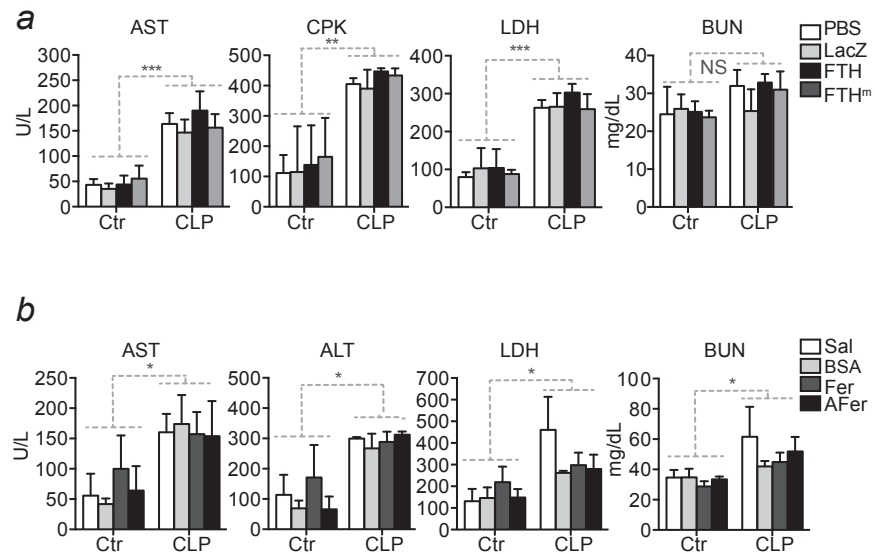 a
AST CPK LDH BUN
PBS
LacZ
FTH
FTHᵐ
U/L
300
250
200
150
100
50
0
***
Ctr CLP
500
400
300
200
100
0
**
Ctr CLP
400
300
200
100
0
***
Ctr CLP
mg/dL
40
30
20
10
0
NS
Ctr CLP
b
AST ALT LDH BUN
Sal
BSA
Fer
AFer
U/L
250
200
150
100
50
0
*
Ctr CLP
500
400
300
200
100
0
*
Ctr CLP
700
600
500
400
300
200
100
0
*
Ctr CLP
mg/dL
100
80
60
40
20
0
*
Ctr CLP